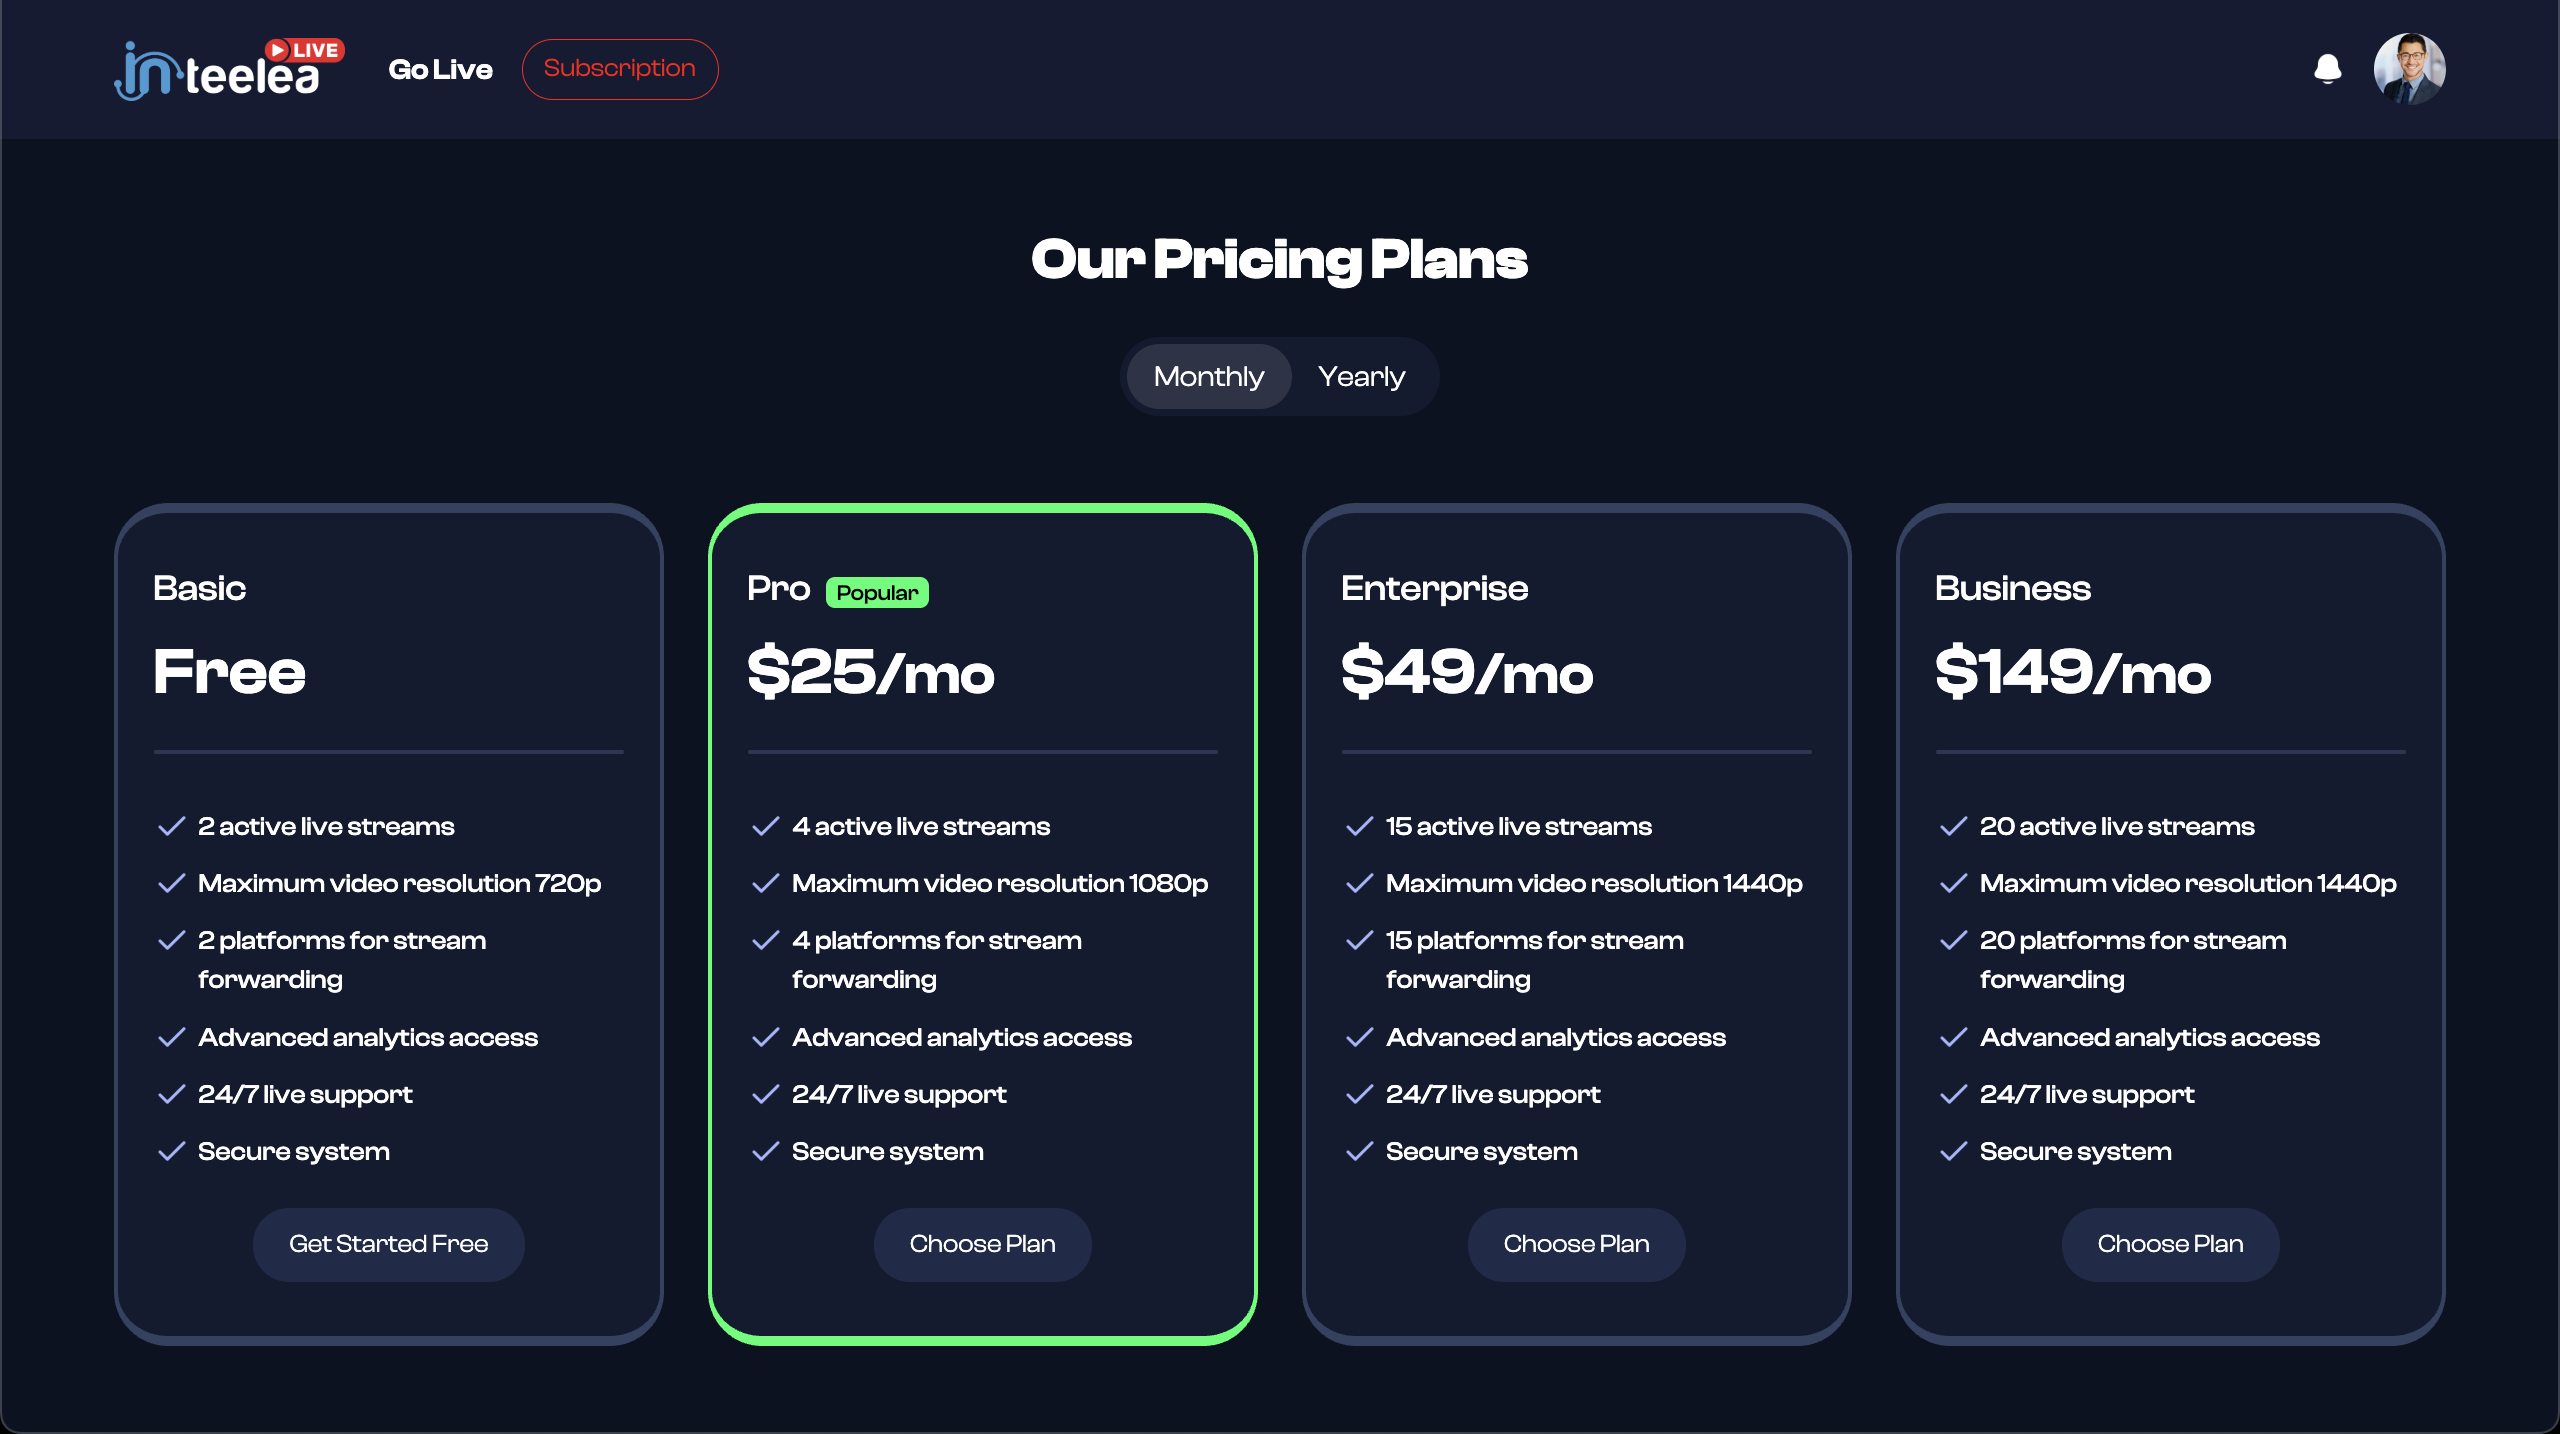 inteelea LIVE
Go Live
Subscription
Our Pricing Plans
Monthly
Yearly
Basic
Free
2 active live streams
Maximum video resolution 720p
2 platforms for stream
forwarding
Advanced analytics access
24/7 live support
Secure system
Get Started Free
Pro
Popular
$25/mo
4 active live streams
Maximum video resolution 1080p
4 platforms for stream
forwarding
Advanced analytics access
24/7 live support
Secure system
Choose Plan
Enterprise
$49/mo
15 active live streams
Maximum video resolution 1440p
15 platforms for stream
forwarding
Advanced analytics access
24/7 live support
Secure system
Choose Plan
Business
$149/mo
20 active live streams
Maximum video resolution 1440p
20 platforms for stream
forwarding
Advanced analytics access
24/7 live support
Secure system
Choose Plan